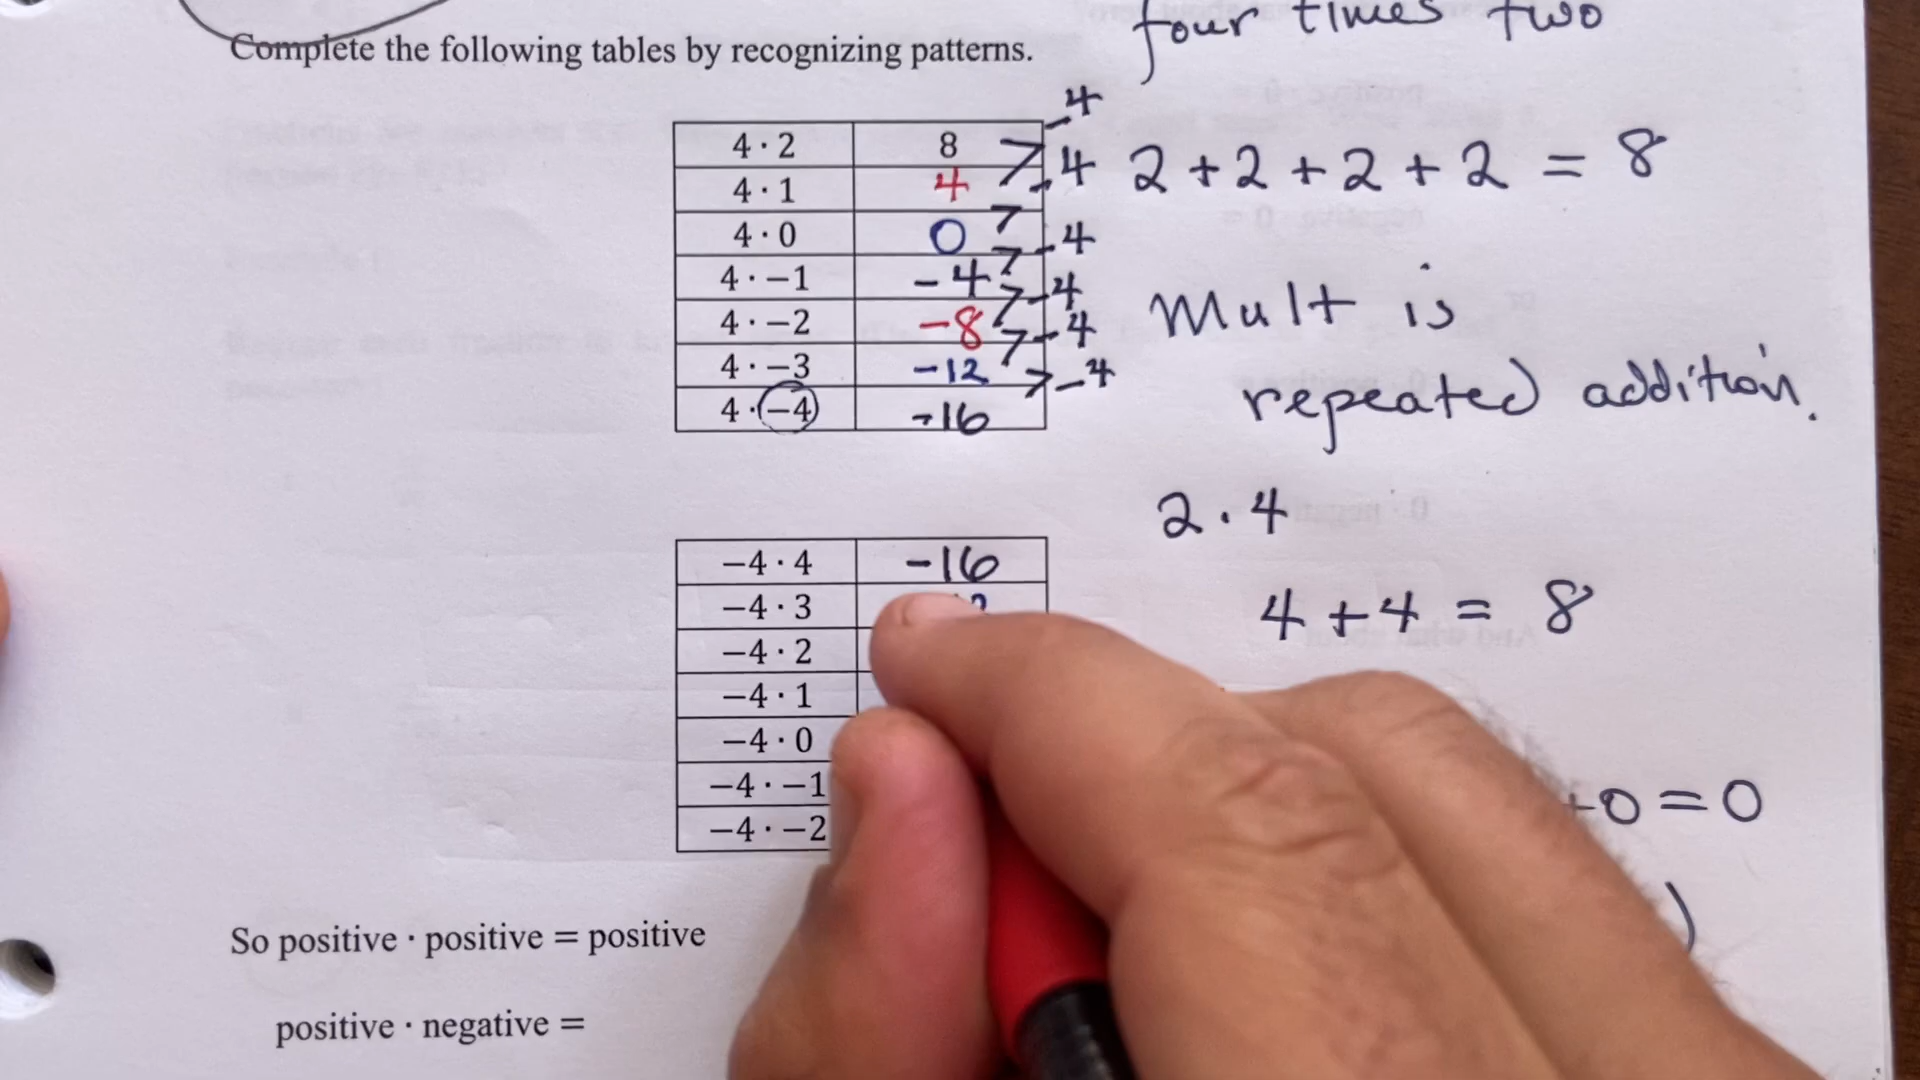 four times two
Complete the following tables by recognizing patterns.
-4
4 · 2 8
-4 2 + 2 + 2 + 2 = 8
4 · 1 4
4 · 0 0 -4
4 · −1 -4 -4
Mult is
4 · −2 -8 -4
4 · −3 -12 -4
repeated addition.
4 · −4 -16
2 · 4
−4 · 4 -16
−4 · 3
4 + 4 = 8
−4 · 2
−4 · 1
−4 · 0
−4 · −1
+0 = 0
−4 · −2
)
So positive · positive = positive
positive · negative =